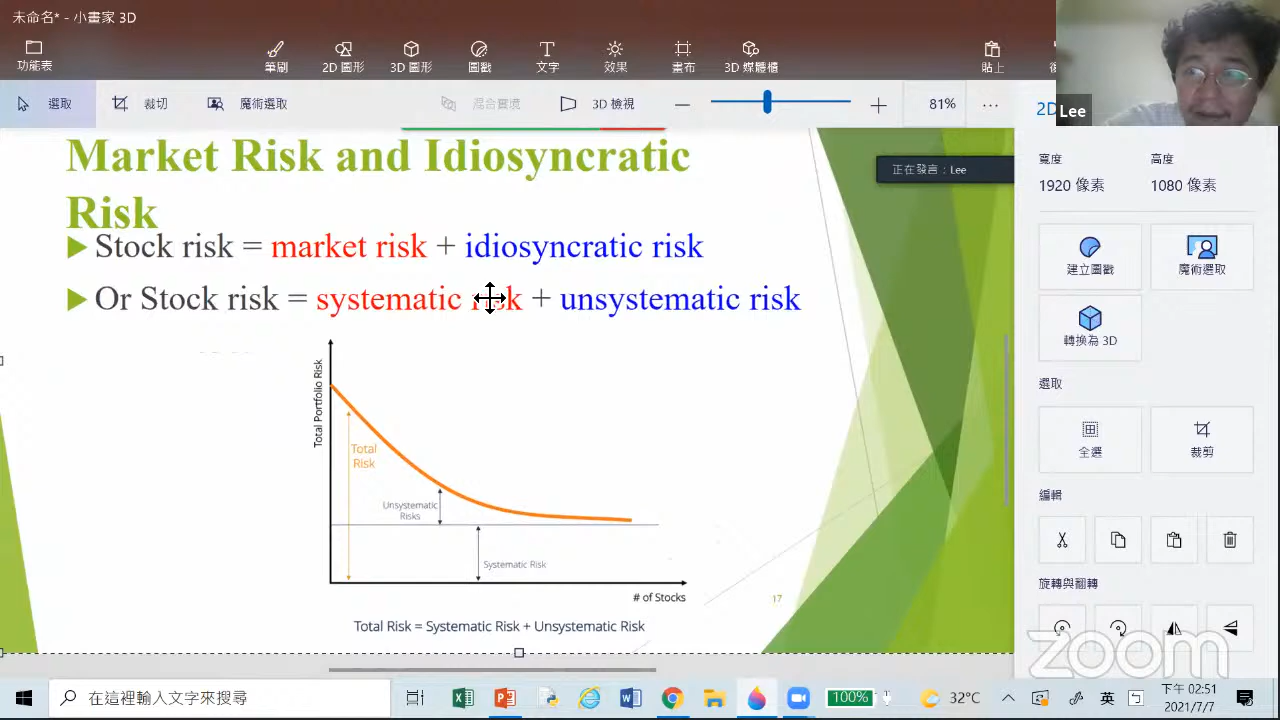 未命名* - 小畫家 3D
功能表
筆刷
2D 圖形
3D 圖形
圖戳
文字
效果
畫布
3D 媒體櫃
貼上
選取
裁切
魔術選取
混合實境
3D 檢視
81%
2D
Lee
正在發言：Lee
寬度
高度
1920 像素
1080 像素
建立圖戳
魔術選取
轉換為 3D
選取
全選
裁剪
編輯
旋轉與翻轉
Market Risk and Idiosyncratic
Risk
Stock risk = market risk + idiosyncratic risk
Or Stock risk = systematic risk + unsystematic risk
Total Portfolio Risk
Total
Risk
Unsystematic
Risks
Systematic Risk
# of Stocks
17
Total Risk = Systematic Risk + Unsystematic Risk
zoom
在這裡輸入文字來搜尋
100%
32°C
英
下午 02:51
2021/7/7